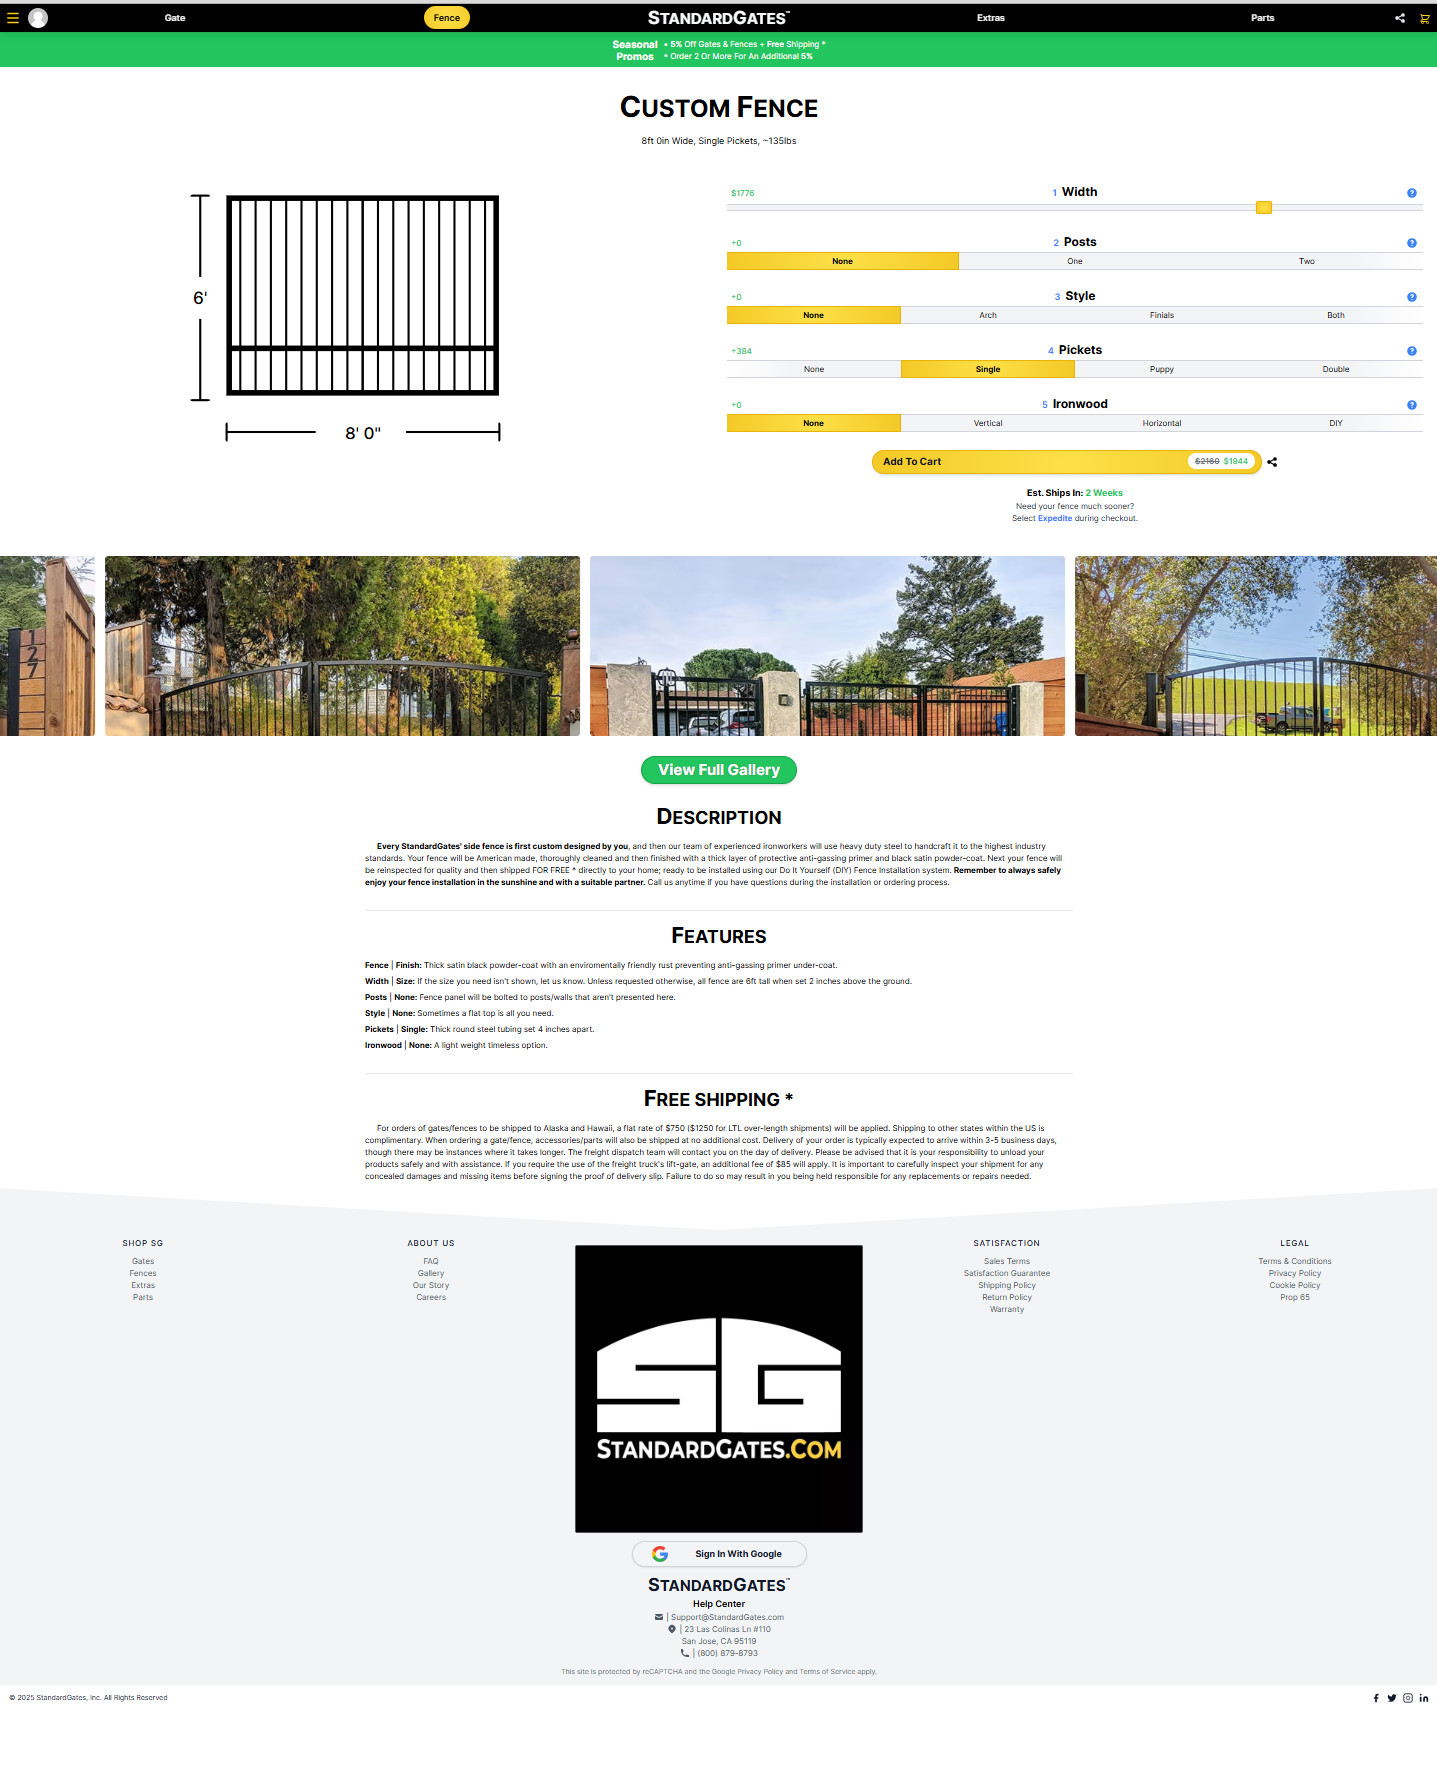 Gate
Fence
STANDARDGATES™
Extras
Parts
Seasonal Promos
• 5% Off Gates & Fences + Free Shipping *
• Order 2 Or More For An Additional 5%
CUSTOM FENCE
8ft 0in Wide, Single Pickets, ~135lbs
6'
8' 0"
$1776
1 Width
?
+0
2 Posts
?
None
One
Two
+0
3 Style
?
None
Arch
Finials
Both
+384
4 Pickets
?
None
Single
Puppy
Double
+0
5 Ironwood
?
None
Vertical
Horizontal
DIY
Add To Cart
$2160 $1944
Est. Ships In: 2 Weeks
Need your fence much sooner?
Select Expedite during checkout.
1
2
7
View Full Gallery
DESCRIPTION
Every StandardGates' side fence is first custom designed by you, and then our team of experienced ironworkers will use heavy duty steel to handcraft it to the highest industry
standards. Your fence will be American made, thoroughly cleaned and then finished with a thick layer of protective anti-gassing primer and black satin powder-coat. Next your fence will
be reinspected for quality and then shipped FOR FREE * directly to your home; ready to be installed using our Do It Yourself (DIY) Fence Installation system. Remember to always safely
enjoy your fence installation in the sunshine and with a suitable partner. Call us anytime if you have questions during the installation or ordering process.
FEATURES
Fence | Finish: Thick satin black powder-coat with an enviromentally friendly rust preventing anti-gassing primer under-coat.
Width | Size: If the size you need isn't shown, let us know. Unless requested otherwise, all fence are 6ft tall when set 2 inches above the ground.
Posts | None: Fence panel will be bolted to posts/walls that aren't presented here.
Style | None: Sometimes a flat top is all you need.
Pickets | Single: Thick round steel tubing set 4 inches apart.
Ironwood | None: A light weight timeless option.
FREE SHIPPING *
For orders of gates/fences to be shipped to Alaska and Hawaii, a flat rate of $750 ($1250 for LTL over-length shipments) will be applied. Shipping to other states within the US is
complimentary. When ordering a gate/fence, accessories/parts will also be shipped at no additional cost. Delivery of your order is typically expected to arrive within 3-5 business days,
though there may be instances where it takes longer. The freight dispatch team will contact you on the day of delivery. Please be advised that it is your responsibility to unload your
products safely and with assistance. If you require the use of the freight truck's lift-gate, an additional fee of $85 will apply. It is important to carefully inspect your shipment for any
concealed damages and missing items before signing the proof of delivery slip. Failure to do so may result in you being held responsible for any replacements or repairs needed.
SHOP SG
Gates
Fences
Extras
Parts
ABOUT US
FAQ
Gallery
Our Story
Careers
SG
STANDARDGATES.COM
SATISFACTION
Sales Terms
Satisfaction Guarantee
Shipping Policy
Return Policy
Warranty
LEGAL
Terms & Conditions
Privacy Policy
Cookie Policy
Prop 65
Sign In With Google
STANDARDGATES™
Help Center
| Support@StandardGates.com
| 23 Las Colinas Ln #110
San Jose, CA 95119
| (800) 879-8793
This site is protected by reCAPTCHA and the Google Privacy Policy and Terms of Service apply.
© 2025 StandardGates, Inc. All Rights Reserved